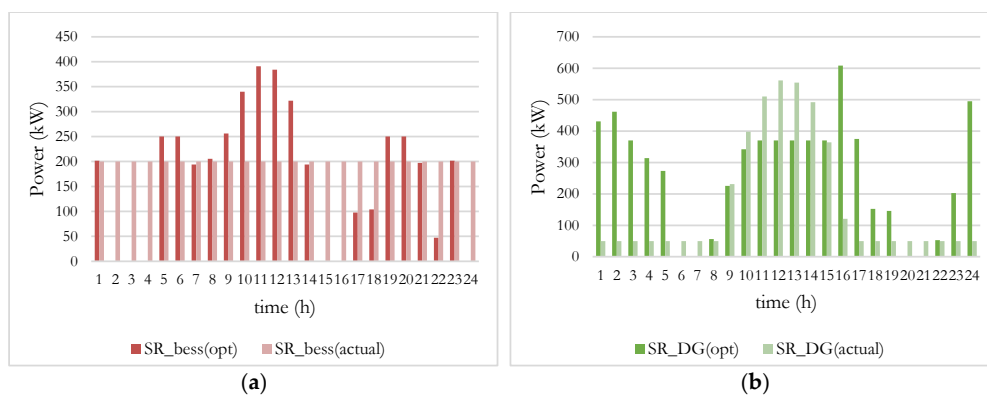 450
400
350
300
250
200
150
100
50
0
Power (kW)
1 2 3 4 5 6 7 8 9 10 11 12 13 14 15 16 17 18 19 20 21 22 23 24
time (h)
SR_bess(opt) SR_bess(actual)
(a)
700
600
500
400
300
200
100
0
Power (kW)
1 2 3 4 5 6 7 8 9 10 11 12 13 14 15 16 17 18 19 20 21 22 23 24
time (h)
SR_DG(opt) SR_DG(actual)
(b)